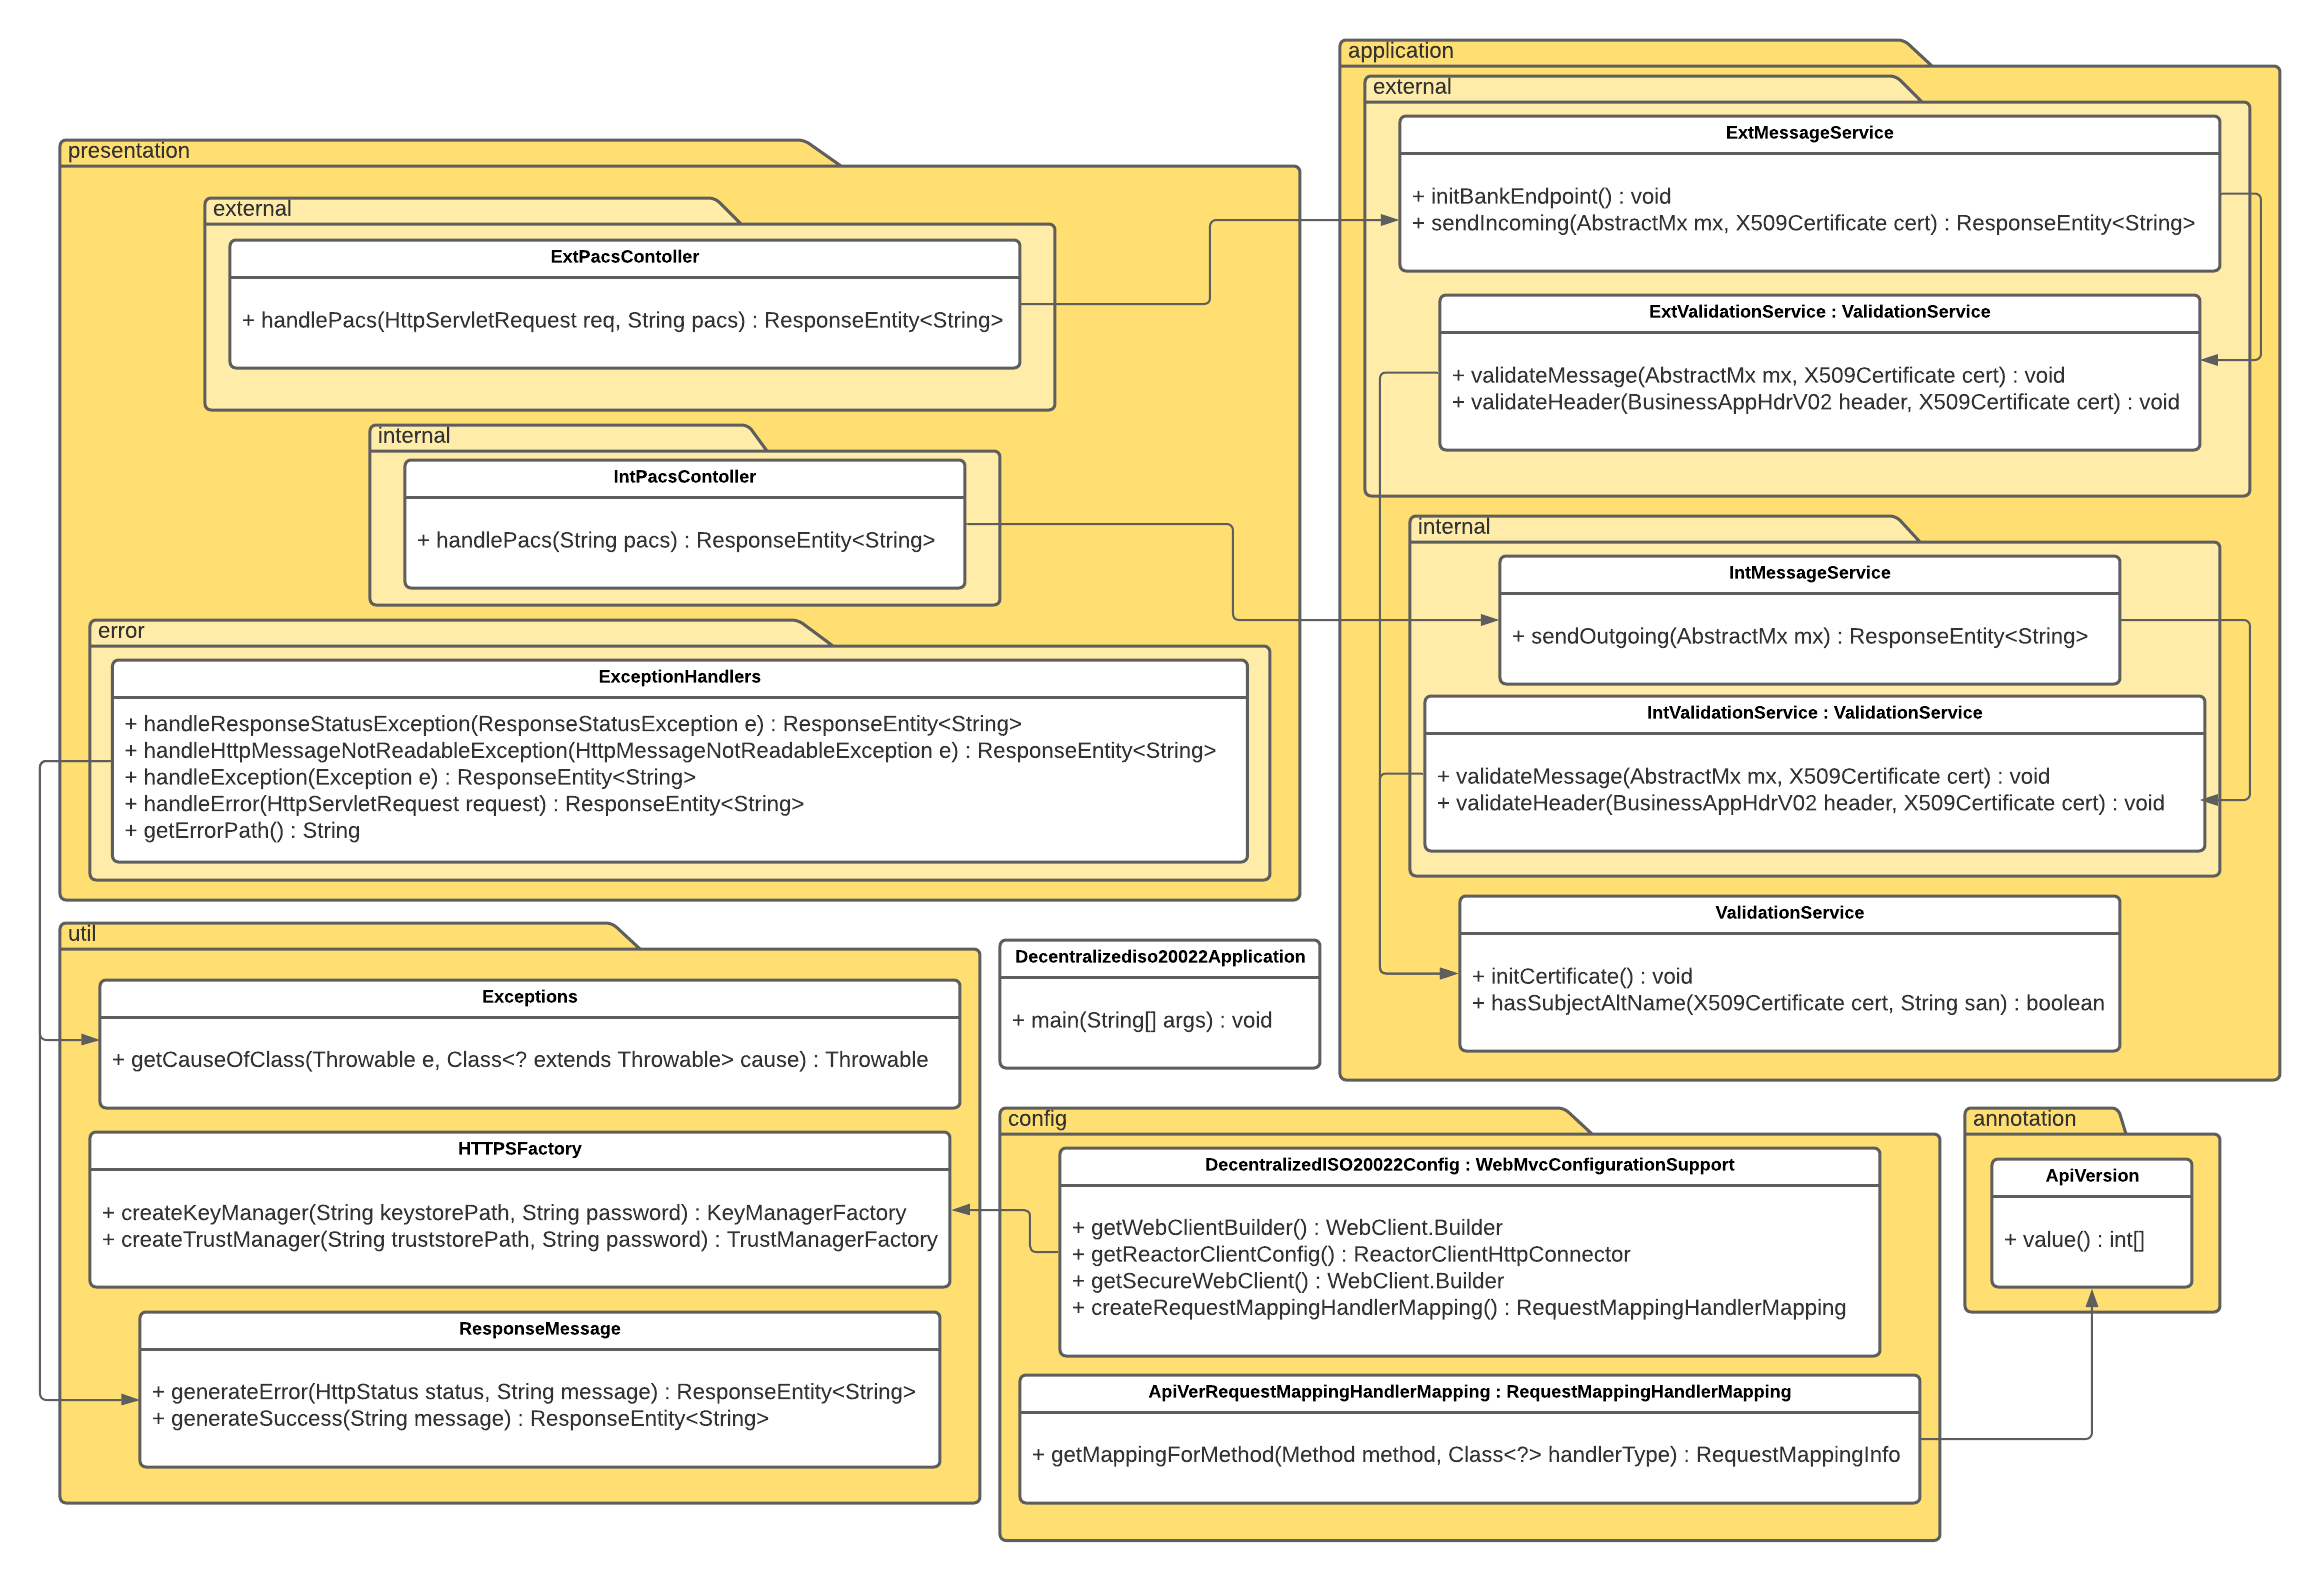 presentation
external
ExtPacsContoller
+ handlePacs(HttpServletRequest req, String pacs) : ResponseEntity<String>
internal
IntPacsContoller
+ handlePacs(String pacs) : ResponseEntity<String>
error
ExceptionHandlers
+ handleResponseStatusException(ResponseStatusException e) : ResponseEntity<String>
+ handleHttpMessageNotReadableException(HttpMessageNotReadableException e) : ResponseEntity<String>
+ handleException(Exception e) : ResponseEntity<String>
+ handleError(HttpServletRequest request) : ResponseEntity<String>
+ getErrorPath() : String
application
external
ExtMessageService
+ initBankEndpoint() : void
+ sendIncoming(AbstractMx mx, X509Certificate cert) : ResponseEntity<String>
ExtValidationService : ValidationService
+ validateMessage(AbstractMx mx, X509Certificate cert) : void
+ validateHeader(BusinessAppHdrV02 header, X509Certificate cert) : void
internal
IntMessageService
+ sendOutgoing(AbstractMx mx) : ResponseEntity<String>
IntValidationService : ValidationService
+ validateMessage(AbstractMx mx, X509Certificate cert) : void
+ validateHeader(BusinessAppHdrV02 header, X509Certificate cert) : void
ValidationService
+ initCertificate() : void
+ hasSubjectAltName(X509Certificate cert, String san) : boolean
util
Exceptions
+ getCauseOfClass(Throwable e, Class<? extends Throwable> cause) : Throwable
HTTPSFactory
+ createKeyManager(String keystorePath, String password) : KeyManagerFactory
+ createTrustManager(String truststorePath, String password) : TrustManagerFactory
ResponseMessage
+ generateError(HttpStatus status, String message) : ResponseEntity<String>
+ generateSuccess(String message) : ResponseEntity<String>
Decentralizediso20022Application
+ main(String[] args) : void
config
DecentralizedISO20022Config : WebMvcConfigurationSupport
+ getWebClientBuilder() : WebClient.Builder
+ getReactorClientConfig() : ReactorClientHttpConnector
+ getSecureWebClient() : WebClient.Builder
+ createRequestMappingHandlerMapping() : RequestMappingHandlerMapping
ApiVerRequestMappingHandlerMapping : RequestMappingHandlerMapping
+ getMappingForMethod(Method method, Class<?> handlerType) : RequestMappingInfo
annotation
ApiVersion
+ value() : int[]